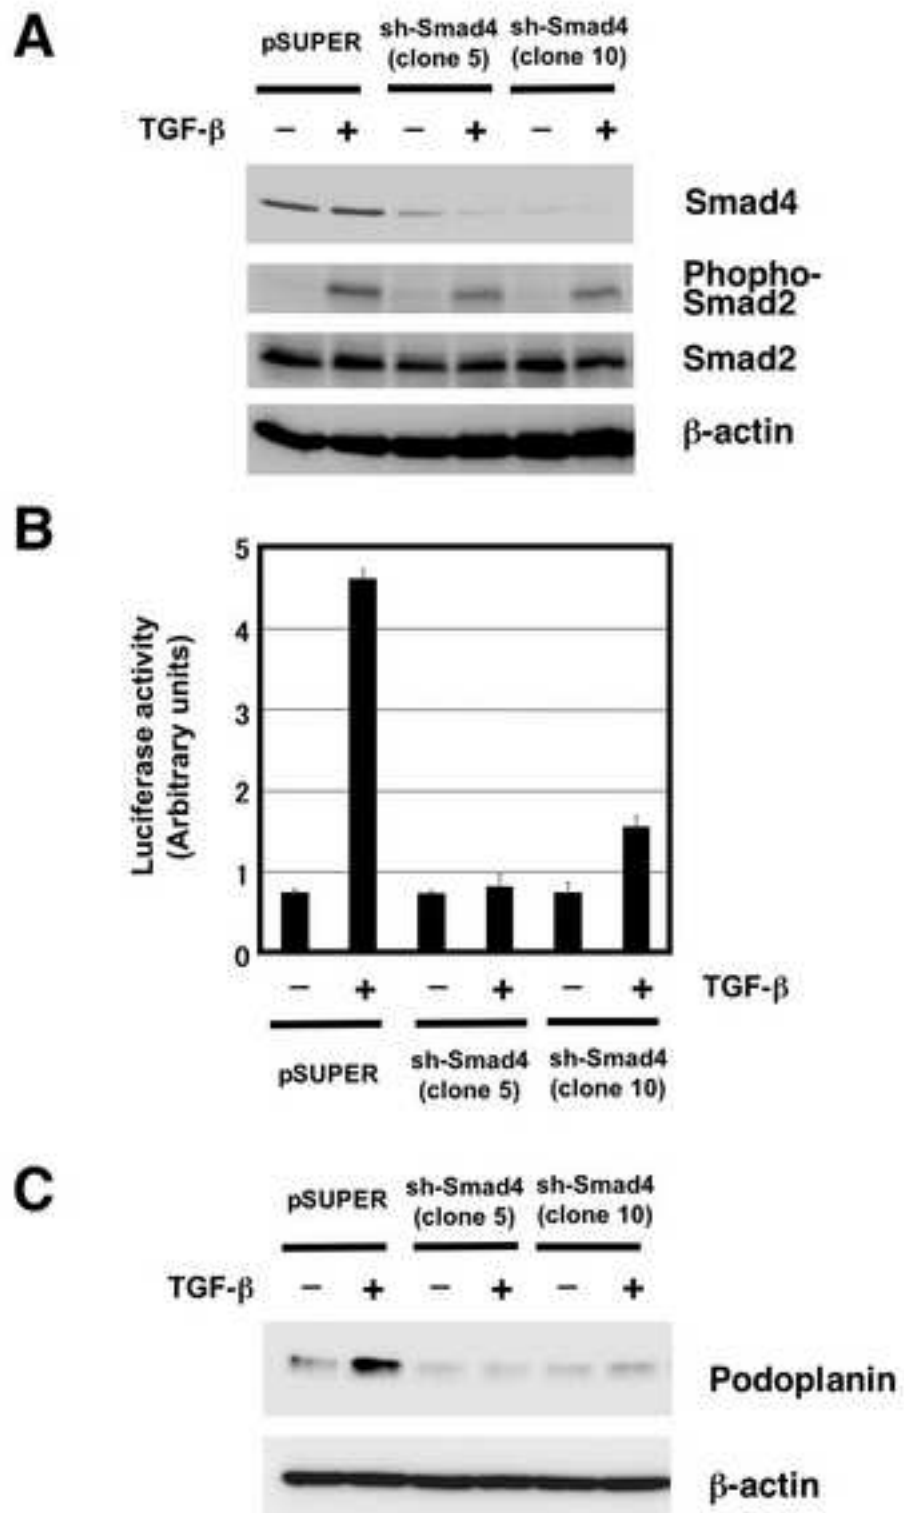 A
pSUPER sh-Smad4 sh-Smad4
(clone 5) (clone 10)
TGF-β − + − + − +
Smad4
Phopho-
Smad2
Smad2
β-actin
B
Luciferase activity
(Arbitrary units)
5
4
3
2
1
0
− + − + − + TGF-β
pSUPER sh-Smad4 sh-Smad4
(clone 5) (clone 10)
C
pSUPER sh-Smad4 sh-Smad4
(clone 5) (clone 10)
TGF-β − + − + − +
Podoplanin
β-actin